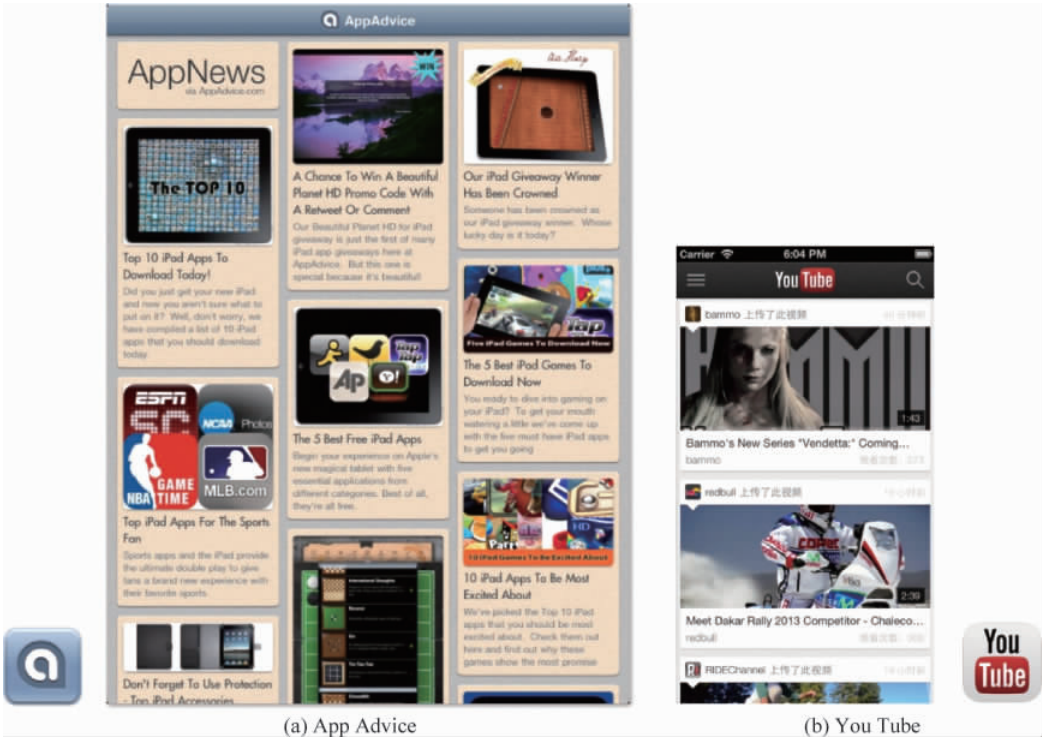 AppAdvice
AppNews
via AppAdvice.com
The TOP 10
Top 10 iPad Apps To
Download Today!
Did you just get your new iPad
and now you aren't sure what to
put on it? Well, don't worry, we
have compiled a list of 10 iPad
apps that you should download
today
ESPN
SC
NCAA Photos
NBA GAME TIME
MLB.com
Top iPad Apps For The Sports
Fan
Sports apps and the iPad provide
the ultimate double play to give
fans a brand new experience with
their favorite sports.
Don't Forget To Use Protection
- Top iPad Accessories
WIN
A Chance To Win A Beautiful
Planet HD Promo Code With
A Retweet Or Comment
Our Beautiful Planet HD for iPad
giveaway is just the first of many
iPad app giveaways here at
AppAdvice. But this one is
special because it's beautiful!
Tap
Tap
AP
Y!
The 5 Best Free iPad Apps
Begin your experience on Apple's
new magical tablet with five
essential applications from
different categories. Best of all,
they're all free.
Our iPad Giveaway Winner
Has Been Crowned
Someone has been crowned as
our iPad giveaway winner. Whose
lucky day is it today?
Tap
Five iPad Games To Download Now
The 5 Best iPad Games To
Download Now
You ready to dive into gaming on
your iPad? To get your mouth
watering a little we've come up
with the five must have iPad apps
to get you going
HD
10 iPad Games To Be Excited About
10 iPad Apps To Be Most
Excited About
We've picked the Top 10 iPad
apps that you should be most
excited about. Check them out
here and find out why these
games show the most promise
(a) App Advice
Carrier 6:04 PM
You Tube
bammo 上传了此视频
1:43
Bammo's New Series "Vendetta:" Coming...
bammo
redbull 上传了此视频
2:39
Meet Dakar Rally 2013 Competitor - Chaleco...
redbull
RIDEChannel 上传了此视频
You
Tube
(b) You Tube